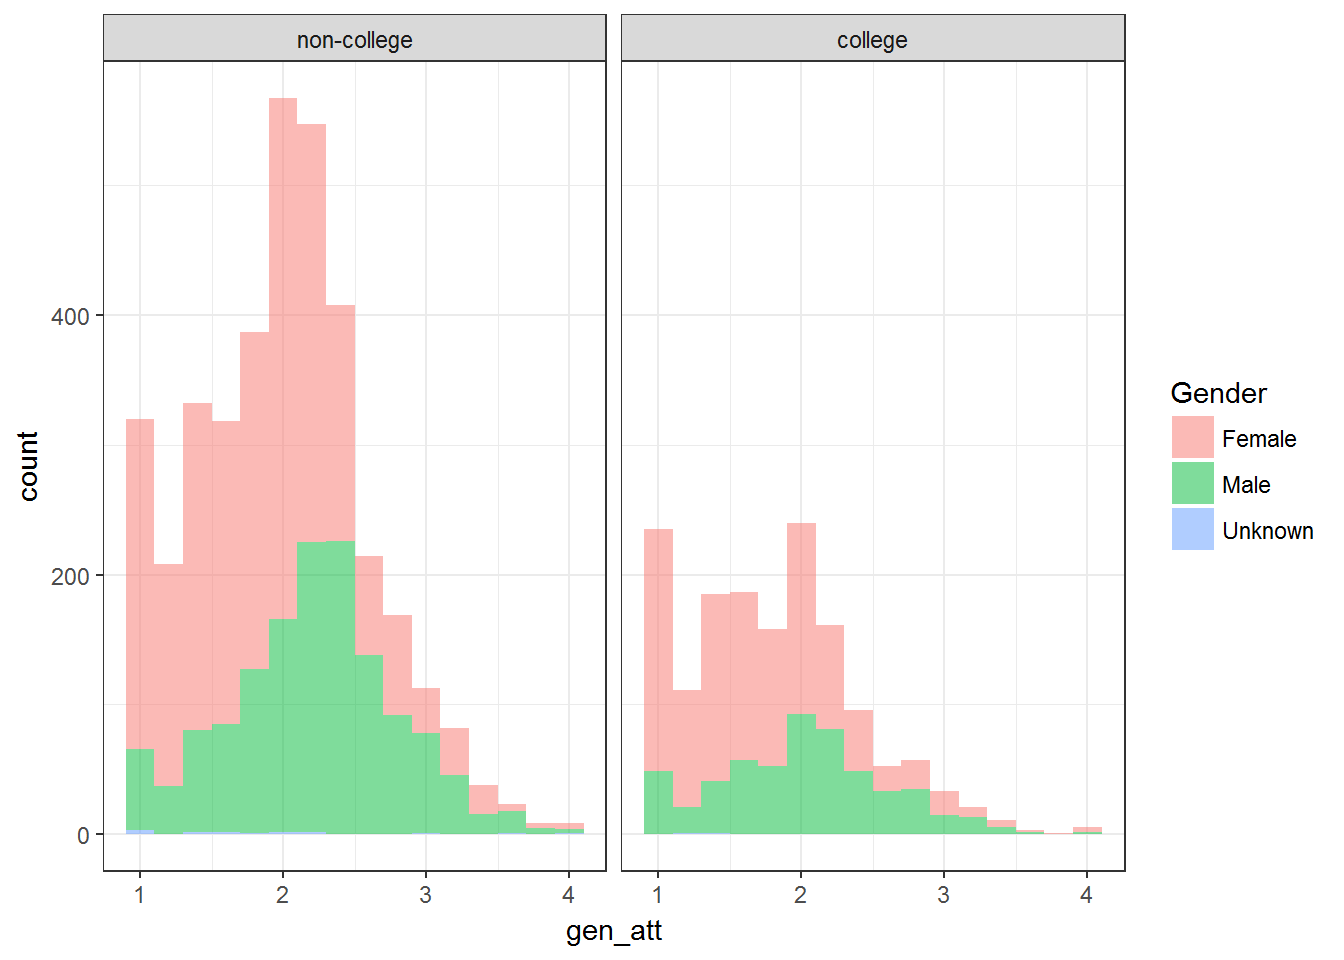 non-college
college
400
200
0
count
1
2
3
4
1
2
3
4
gen_att
Gender
Female
Male
Unknown